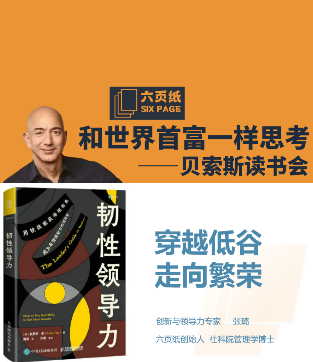 六页纸
SIX PAGE
和世界首富一样思考
——贝索斯读书会
韧性领导力
韧性领导力
The Leader's Guide
穿越低谷
走向繁荣
创新与领导力专家 张璐
六页纸创始人 社科院管理学博士